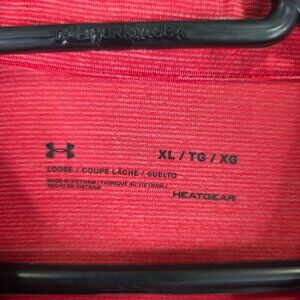 XL / TG / XG
LOOSE / COUPE LÂCHE / SUELTO
MADE IN VIETNAM / FABRIQUÉ AU VIETNAM /
HECHO EN VIETNAM
HEATGEAR